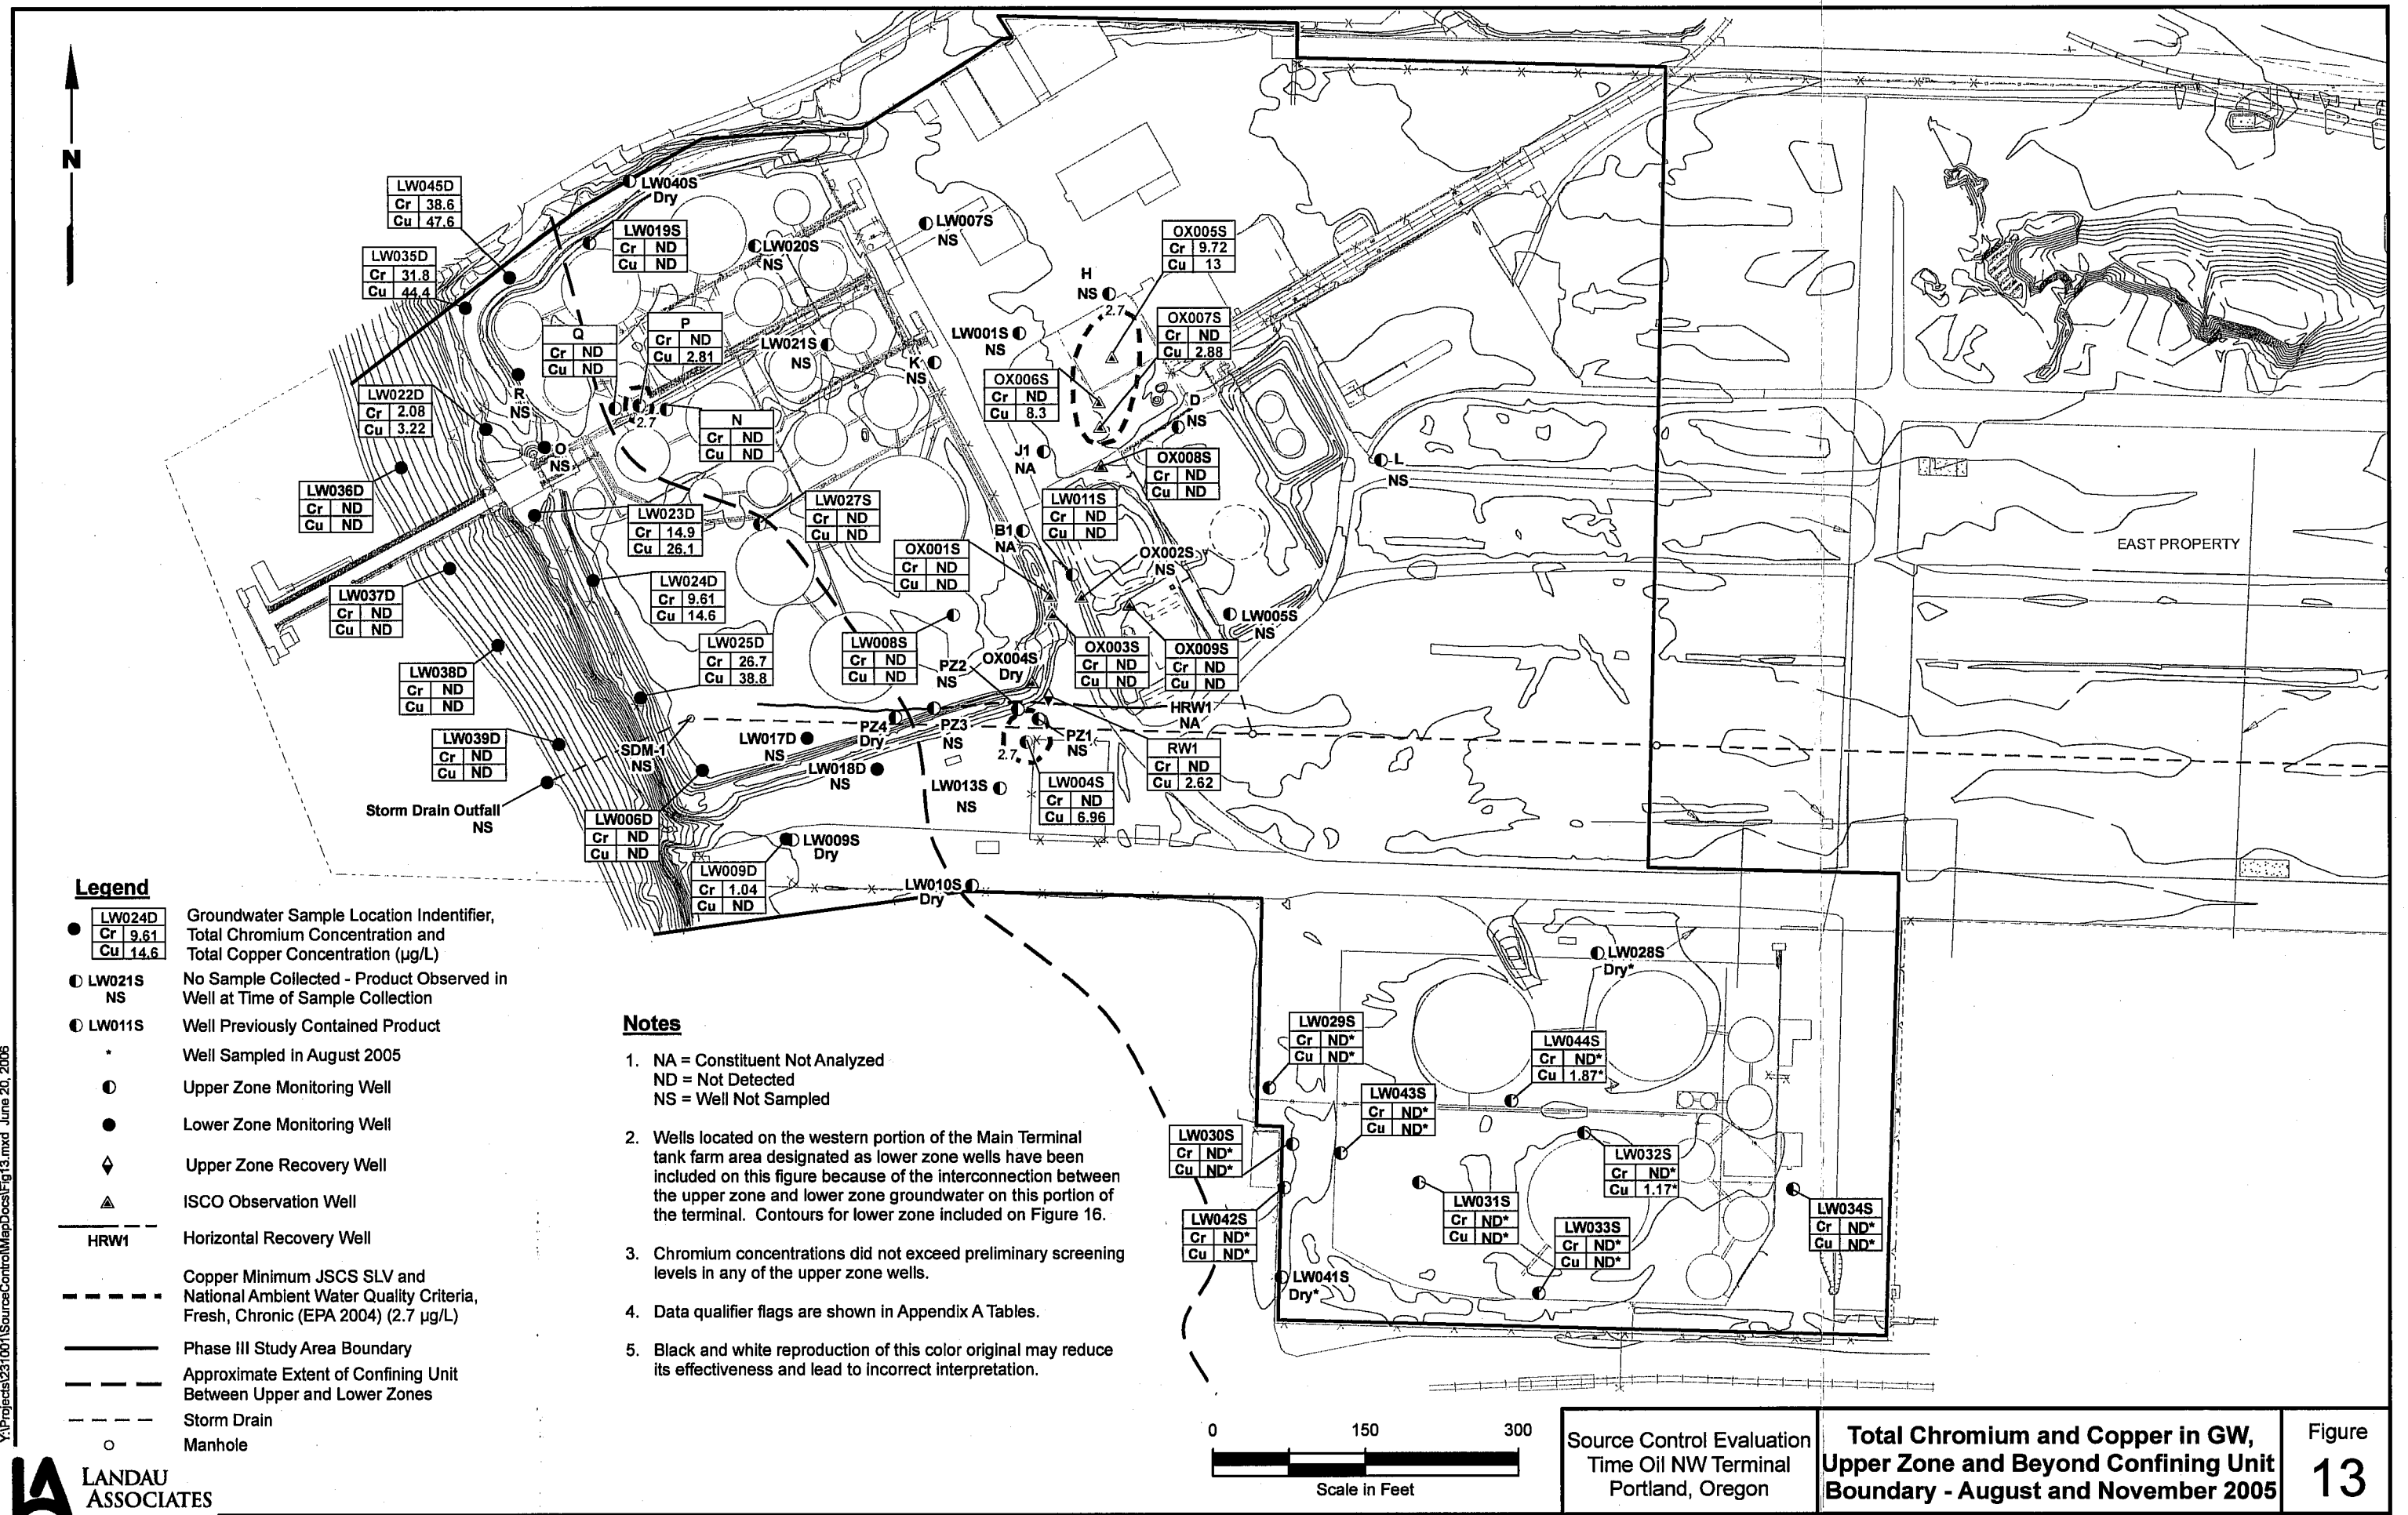 N
LW045D
Cr 38.6
Cu 47.6
LW035D
Cr 31.8
Cu 44.4
LW040S
Dry
LW019S
Cr ND
Cu ND
LW020S
NS
LW007S
NS
OX005S
Cr 9.72
Cu 13
H
NS
2.7
Q
Cr ND
Cu ND
P
Cr ND
Cu 2.81
LW021S
NS
LW001S
NS
OX007S
Cr ND
Cu 2.88
K
NS
OX006S
Cr ND
Cu 8.3
LW022D
Cr 2.08
Cu 3.22
R
NS
2.7
N
Cr ND
Cu ND
D
NS
O
NS
J1
NA
OX008S
Cr ND
Cu ND
L
NS
LW036D
Cr ND
Cu ND
LW023D
Cr 14.9
Cu 26.1
LW027S
Cr ND
Cu ND
LW011S
Cr ND
Cu ND
B1
NA
OX001S
Cr ND
Cu ND
OX002S
NS
EAST PROPERTY
LW037D
Cr ND
Cu ND
LW024D
Cr 9.61
Cu 14.6
LW005S
NS
LW025D
Cr 26.7
Cu 38.8
LW008S
Cr ND
Cu ND
PZ2
NS
OX004S
Dry
OX003S
Cr ND
Cu ND
OX009S
Cr ND
Cu ND
LW038D
Cr ND
Cu ND
HRW1
NA
LW039D
Cr ND
Cu ND
SDM-1
NS
LW017D
NS
PZ4
Dry
PZ3
NS
2.7
PZ1
NS
RW1
Cr ND
Cu 2.62
LW018D
NS
LW013S
NS
LW004S
Cr ND
Cu 6.96
Storm Drain Outfall
NS
LW006D
Cr ND
Cu ND
LW009S
Dry
LW009D
Cr 1.04
Cu ND
LW010S
Dry
LW028S
Dry*
LW029S
Cr ND*
Cu ND*
LW044S
Cr ND*
Cu 1.87*
LW043S
Cr ND*
Cu ND*
LW030S
Cr ND*
Cu ND*
LW032S
Cr ND*
Cu 1.17*
LW031S
Cr ND*
Cu ND*
LW034S
Cr ND*
Cu ND*
LW042S
Cr ND*
Cu ND*
LW033S
Cr ND*
Cu ND*
LW041S
Dry*
Legend
LW024D
Cr 9.61
Cu 14.6
Groundwater Sample Location Indentifier,
Total Chromium Concentration and
Total Copper Concentration (µg/L)
LW021S
NS
No Sample Collected - Product Observed in
Well at Time of Sample Collection
LW011S Well Previously Contained Product
* Well Sampled in August 2005
Upper Zone Monitoring Well
Lower Zone Monitoring Well
Upper Zone Recovery Well
ISCO Observation Well
HRW1 Horizontal Recovery Well
Copper Minimum JSCS SLV and
National Ambient Water Quality Criteria,
Fresh, Chronic (EPA 2004) (2.7 µg/L)
Phase III Study Area Boundary
Approximate Extent of Confining Unit
Between Upper and Lower Zones
Storm Drain
Manhole
Notes
1. NA = Constituent Not Analyzed
ND = Not Detected
NS = Well Not Sampled
2. Wells located on the western portion of the Main Terminal
tank farm area designated as lower zone wells have been
included on this figure because of the interconnection between
the upper zone and lower zone groundwater on this portion of
the terminal. Contours for lower zone included on Figure 16.
3. Chromium concentrations did not exceed preliminary screening
levels in any of the upper zone wells.
4. Data qualifier flags are shown in Appendix A Tables.
5. Black and white reproduction of this color original may reduce
its effectiveness and lead to incorrect interpretation.
0 150 300
Scale in Feet
Y:\Projects\231001\SourceControl\MapDocs\Fig13.mxd June 20, 2006
LANDAU
ASSOCIATES
Source Control Evaluation
Time Oil NW Terminal
Portland, Oregon
Total Chromium and Copper in GW,
Upper Zone and Beyond Confining Unit
Boundary - August and November 2005
Figure
13